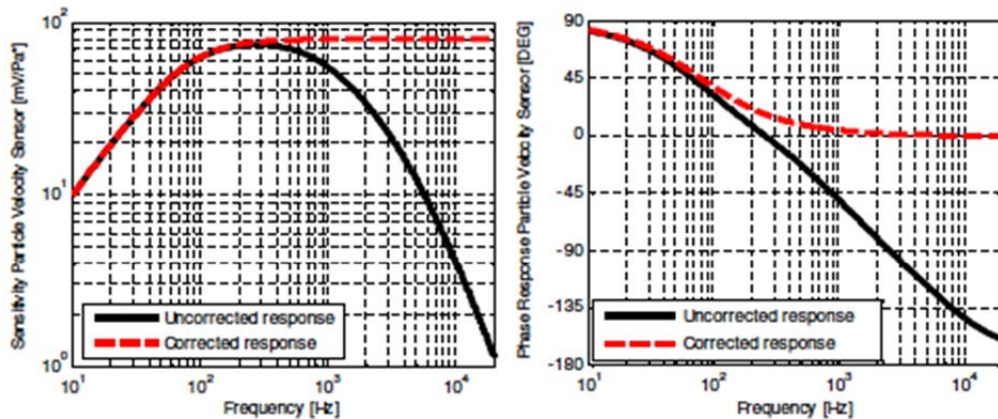 Sensitivity Particle Velocity Sensor [mV/Pa*]
10²
10¹
10⁰
Uncorrected response
Corrected response
10¹ 10² 10³ 10⁴
Frequency [Hz]
Phase Response Particle Velocity Sensor [DEG]
90
45
0
-45
-90
-135
-180
Uncorrected response
Corrected response
10¹ 10² 10³ 10⁴
Frequency [Hz]